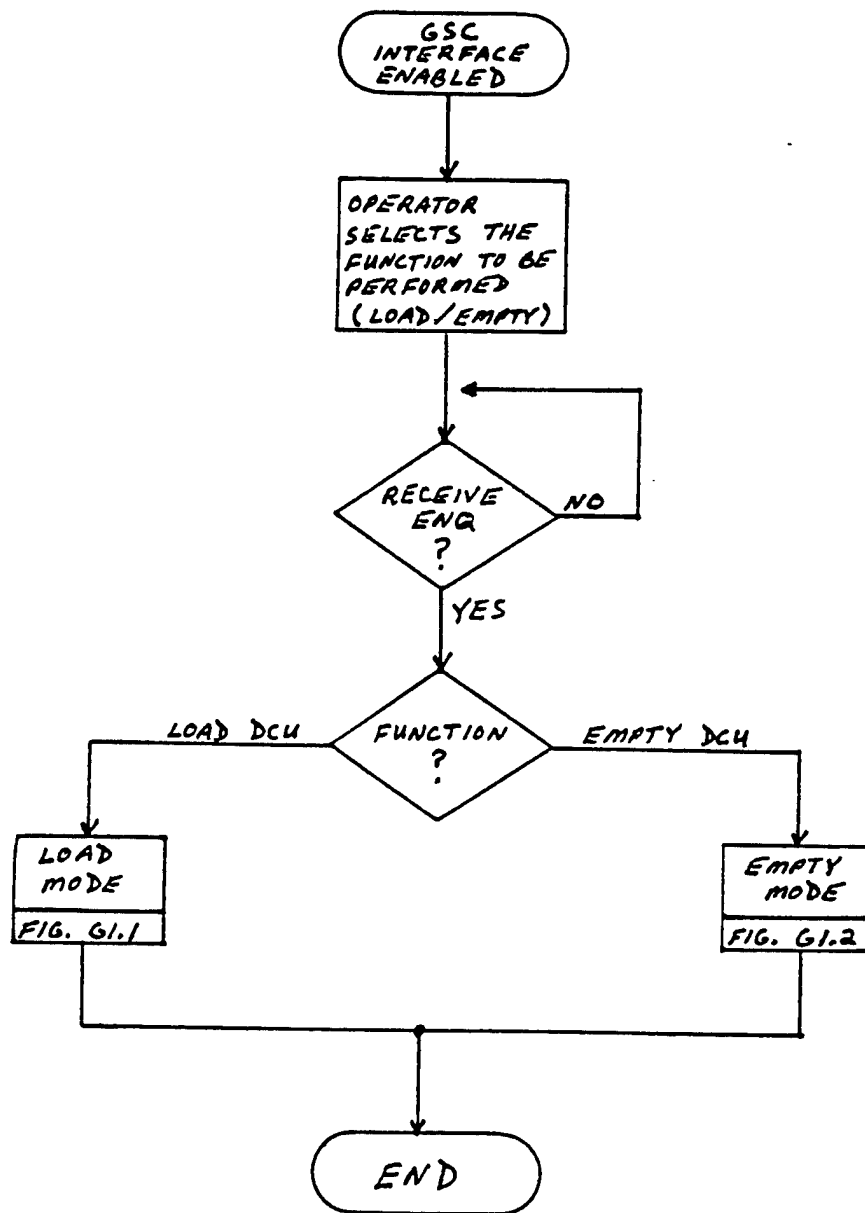 GSC
INTERFACE
ENABLED
OPERATOR
SELECTS THE
FUNCTION TO BE
PERFORMED
(LOAD/EMPTY)
RECEIVE
ENQ
?
NO
YES
LOAD DCU
FUNCTION
?
EMPTY DCU
LOAD
MODE
FIG. G1.1
EMPTY
MODE
FIG. G1.2
END